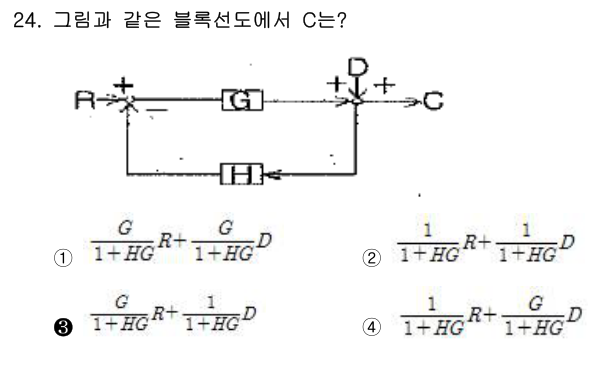 24. 그림과 같은 블록선도에서 C는?
D
+ + +
R G C
−
H
① G/(1+HG) R + G/(1+HG) D
② 1/(1+HG) R + 1/(1+HG) D
❸ G/(1+HG) R + 1/(1+HG) D
④ 1/(1+HG) R + G/(1+HG) D